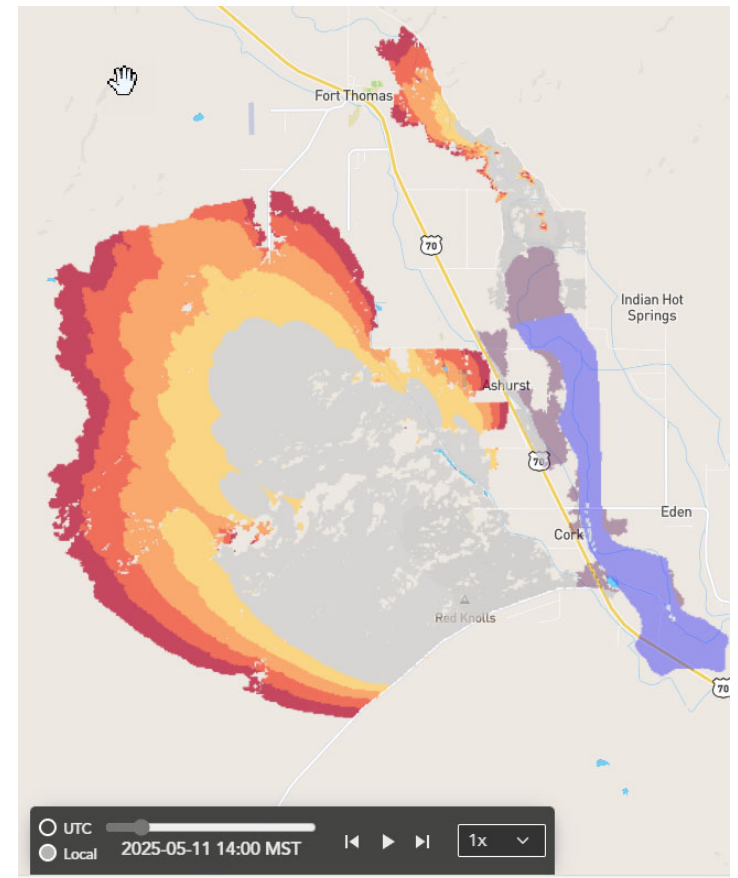 Fort Thomas
70
Indian Hot
Springs
Ashurst
70
Eden
Cork
Red Knolls
70
UTC
Local
2025-05-11 14:00 MST
1x